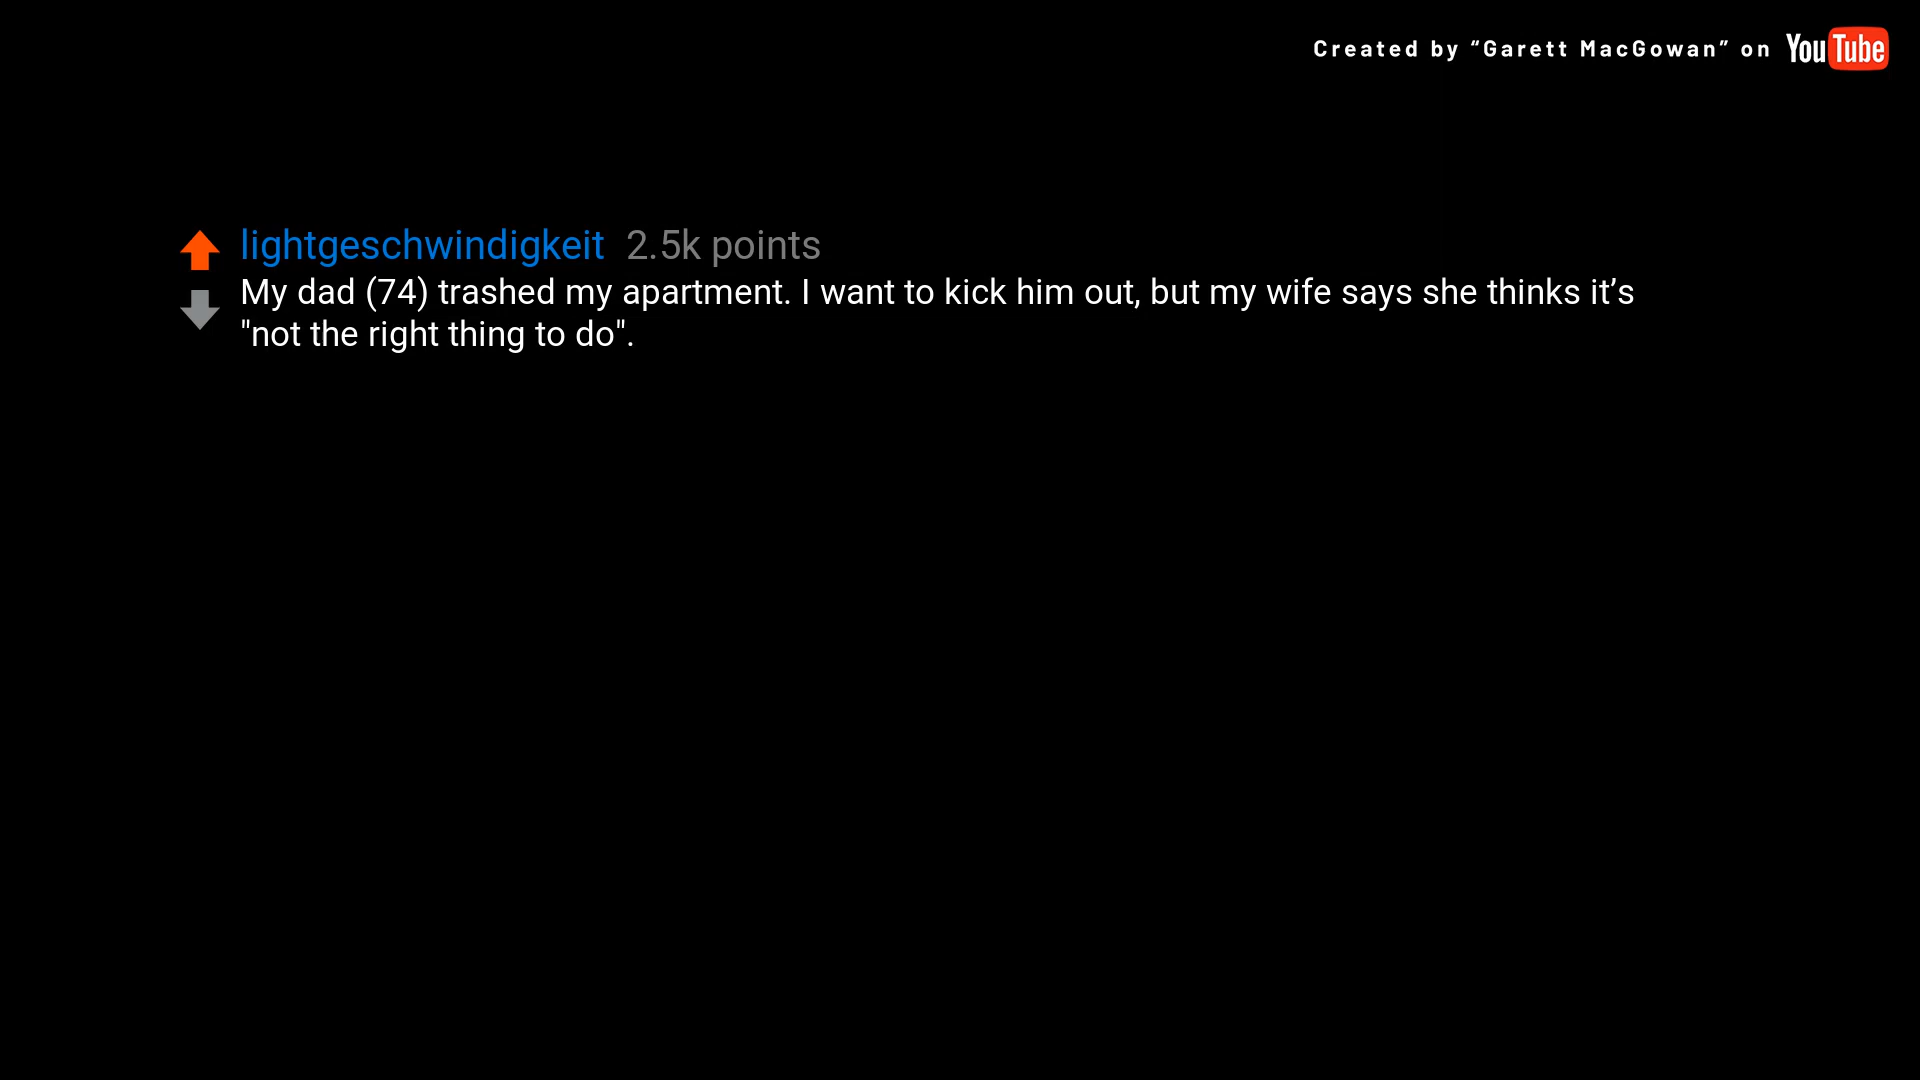 Created by “Garett MacGowan” on YouTube
lightgeschwindigkeit 2.5k points
My dad (74) trashed my apartment. I want to kick him out, but my wife says she thinks it’s
"not the right thing to do".